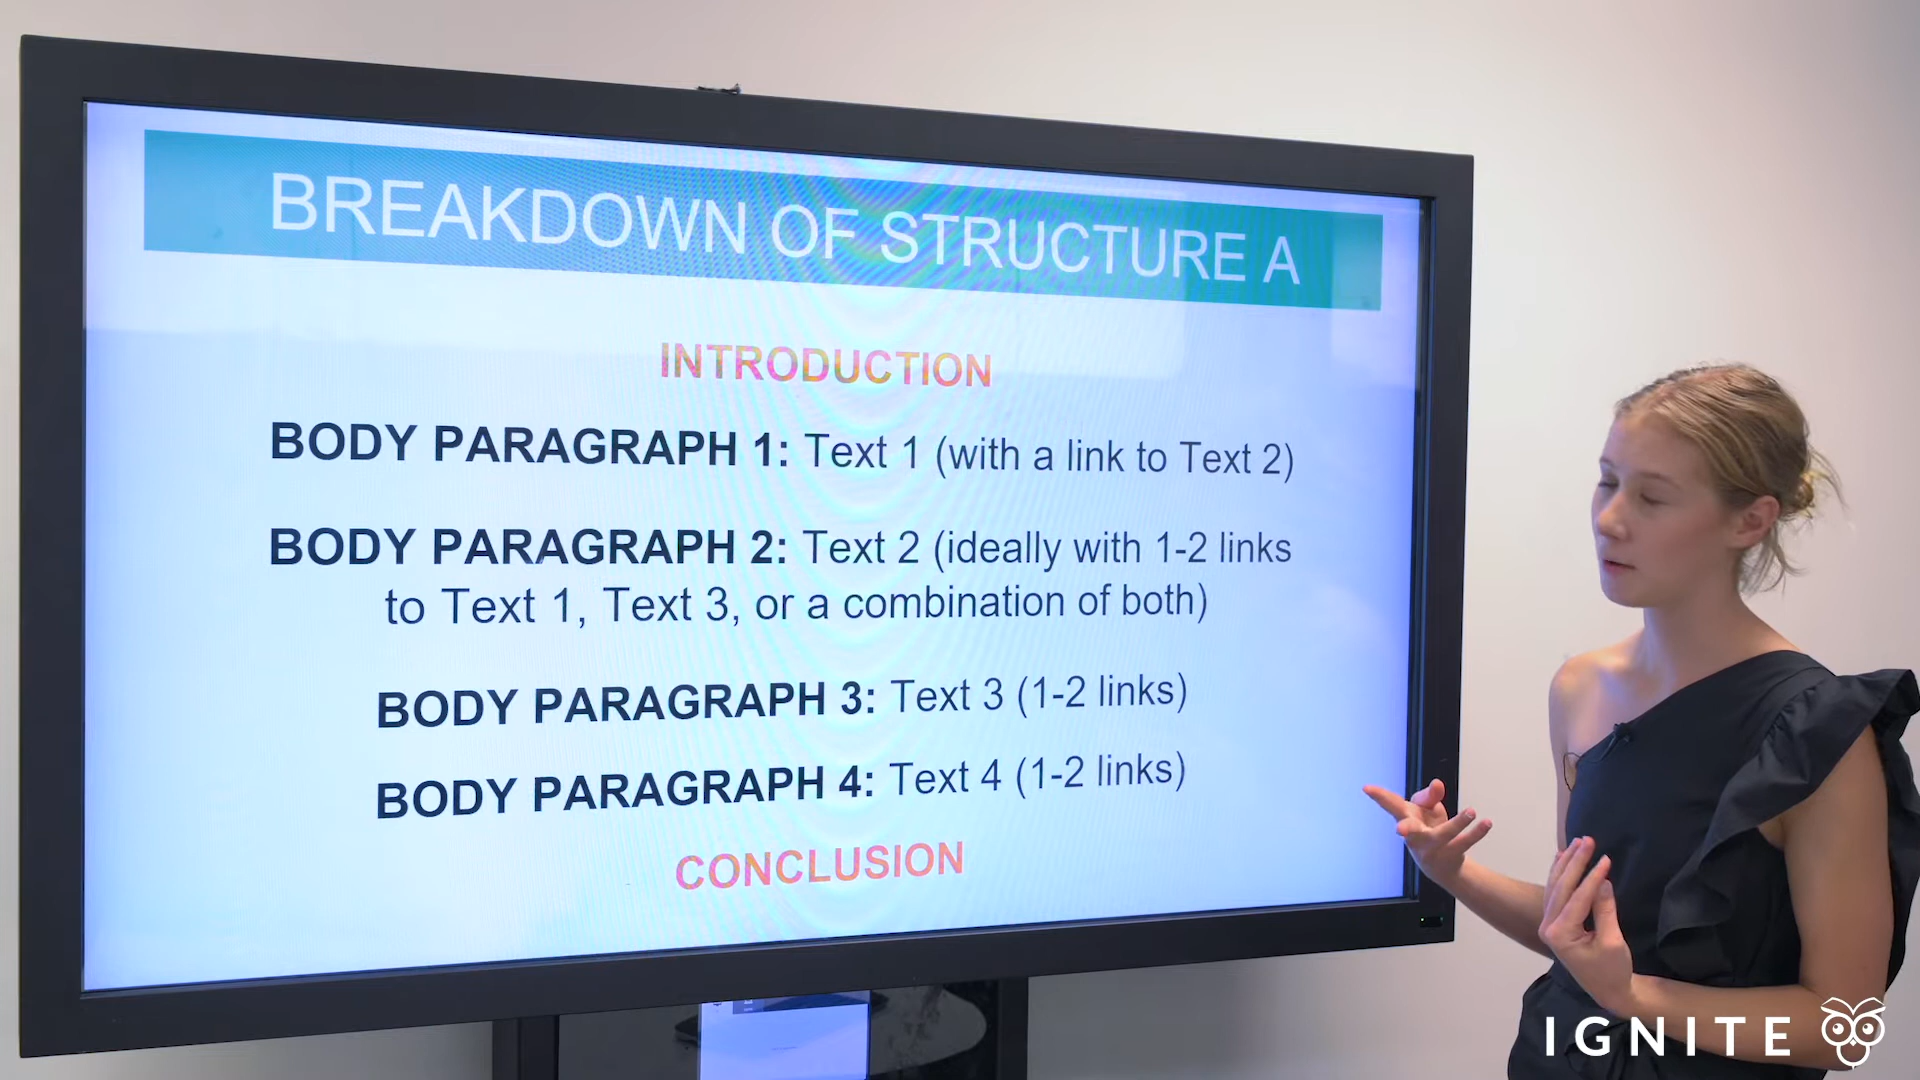 BREAKDOWN OF STRUCTURE A
INTRODUCTION
BODY PARAGRAPH 1: Text 1 (with a link to Text 2)
BODY PARAGRAPH 2: Text 2 (ideally with 1-2 links
to Text 1, Text 3, or a combination of both)
BODY PARAGRAPH 3: Text 3 (1-2 links)
BODY PARAGRAPH 4: Text 4 (1-2 links)
CONCLUSION
IGNITE